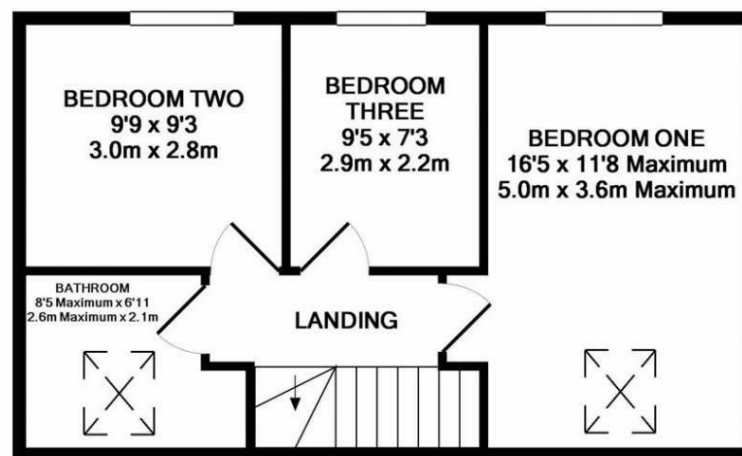 BEDROOM TWO
9'9 x 9'3
3.0m x 2.8m
BEDROOM
THREE
9'5 x 7'3
2.9m x 2.2m
BEDROOM ONE
16'5 x 11'8 Maximum
5.0m x 3.6m Maximum
BATHROOM
8'5 Maximum x 6'11
2.6m Maximum x 2.1m
LANDING